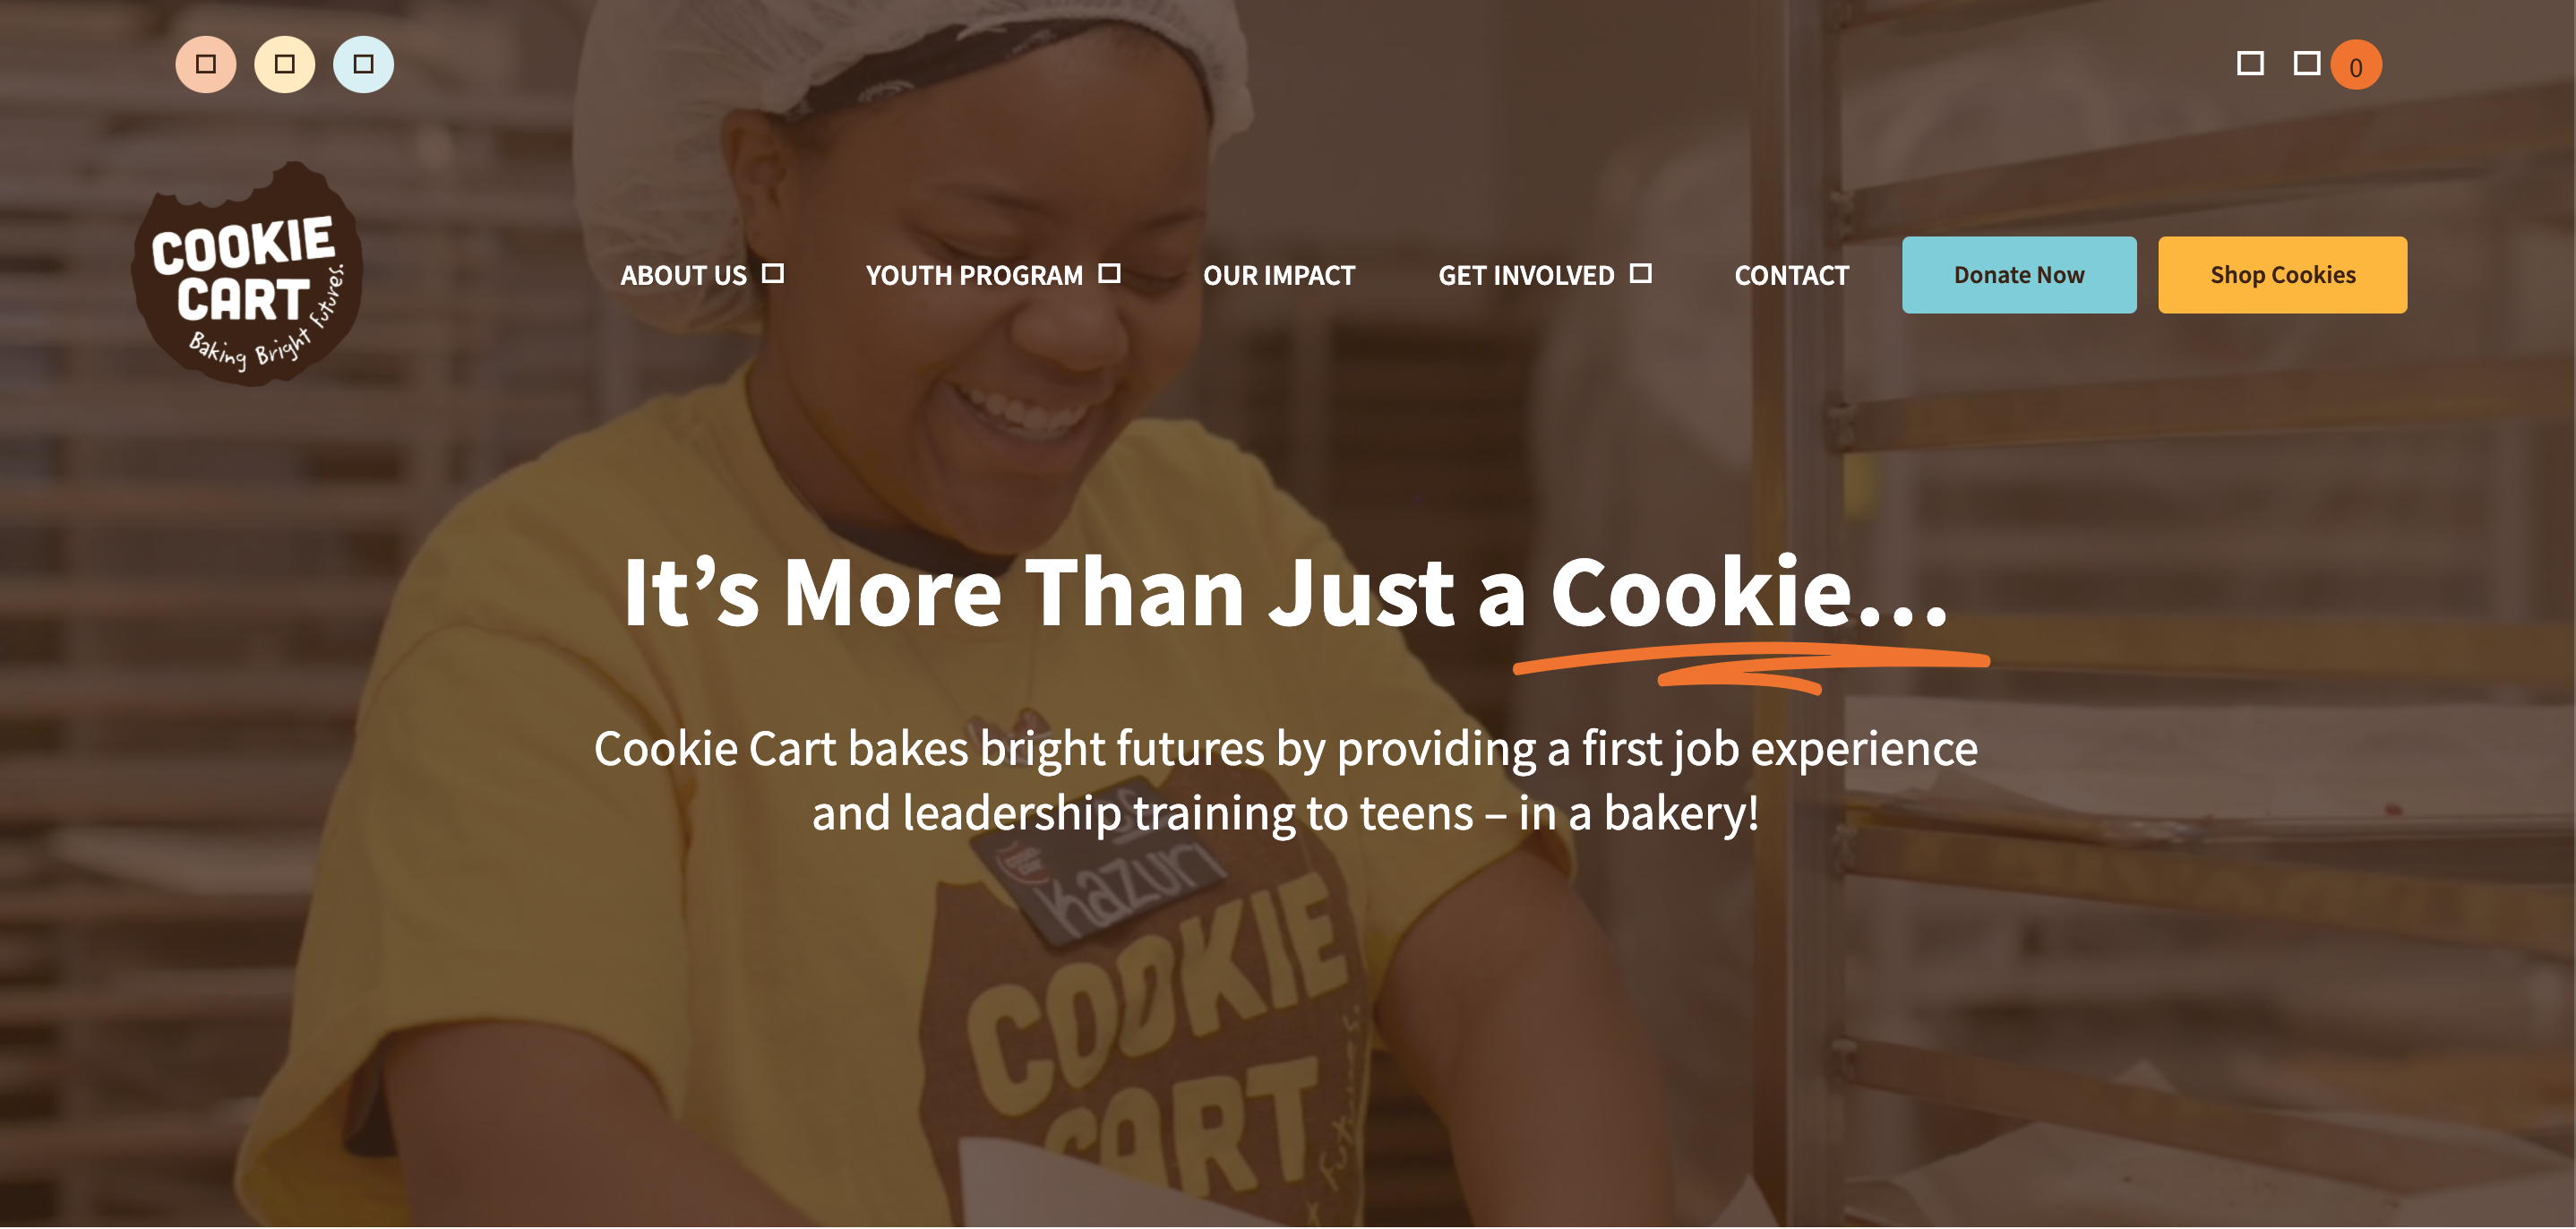 0
COOKIE
CART
Baking Bright Futures.
ABOUT US
YOUTH PROGRAM
OUR IMPACT
GET INVOLVED
CONTACT
Donate Now
Shop Cookies
It’s More Than Just a Cookie...
Cookie Cart bakes bright futures by providing a first job experience
and leadership training to teens – in a bakery!
Kazuri
COOKIE
CART
Futures.